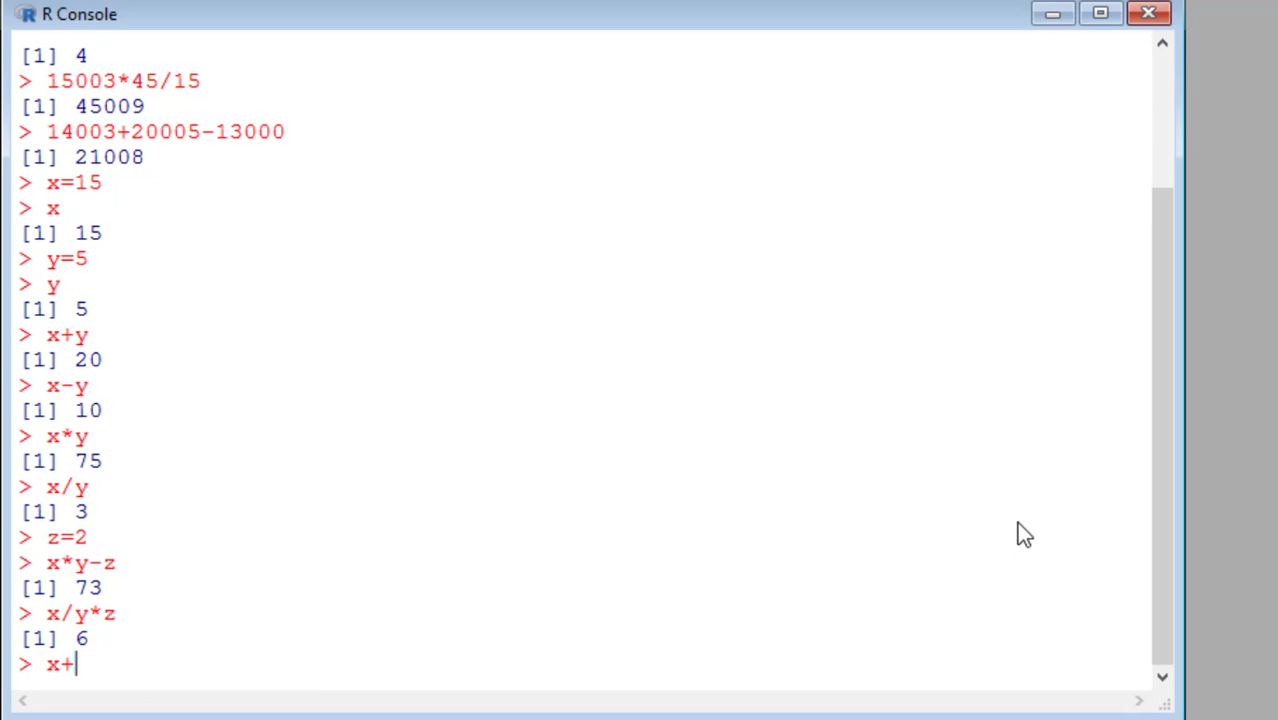 R Console
[1] 4
> 15003*45/15
[1] 45009
> 14003+20005-13000
[1] 21008
> x=15
> x
[1] 15
> y=5
> y
[1] 5
> x+y
[1] 20
> x-y
[1] 10
> x*y
[1] 75
> x/y
[1] 3
> z=2
> x*y-z
[1] 73
> x/y*z
[1] 6
> x+